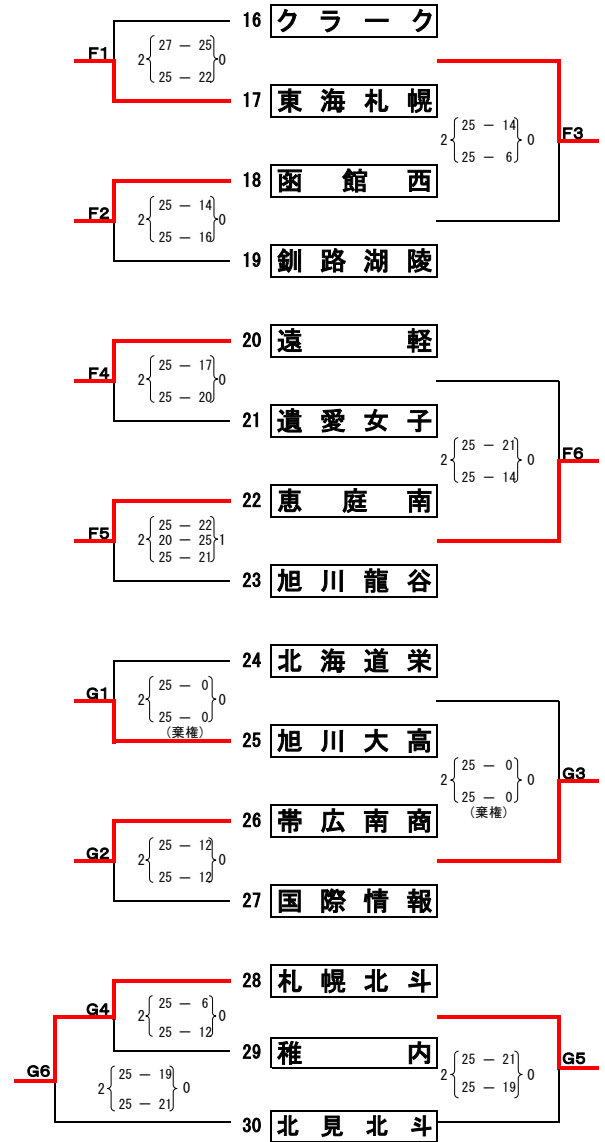 16 クラーク
F1
2 27 － 25 0
25 － 22
17 東海札幌
2 25 － 14 0
25 － 6
F3
18 函館西
F2
2 25 － 14 0
25 － 16
19 釧路湖陵
20 遠軽
F4
2 25 － 17 0
25 － 20
21 遺愛女子
2 25 － 21 0
25 － 14
F6
22 恵庭南
F5
25 － 22
2 20 － 25 1
25 － 21
23 旭川龍谷
24 北海道栄
G1
2 25 － 0 0
25 － 0
(棄権)
25 旭川大高
2 25 － 0 0
25 － 0
(棄権)
G3
26 帯広南商
G2
2 25 － 12 0
25 － 12
27 国際情報
28 札幌北斗
G4
2 25 － 6 0
25 － 12
29 稚内
2 25 － 21 0
25 － 19
G5
G6
2 25 － 19 0
25 － 21
30 北見北斗